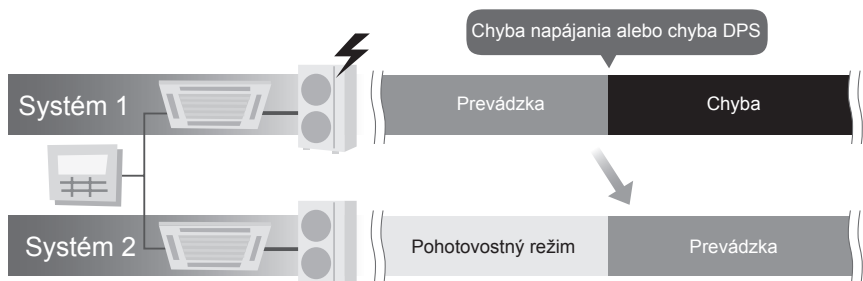 Chyba napájania alebo chyba DPS
Systém 1
Prevádzka
Chyba
Systém 2
Pohotovostný režim
Prevádzka